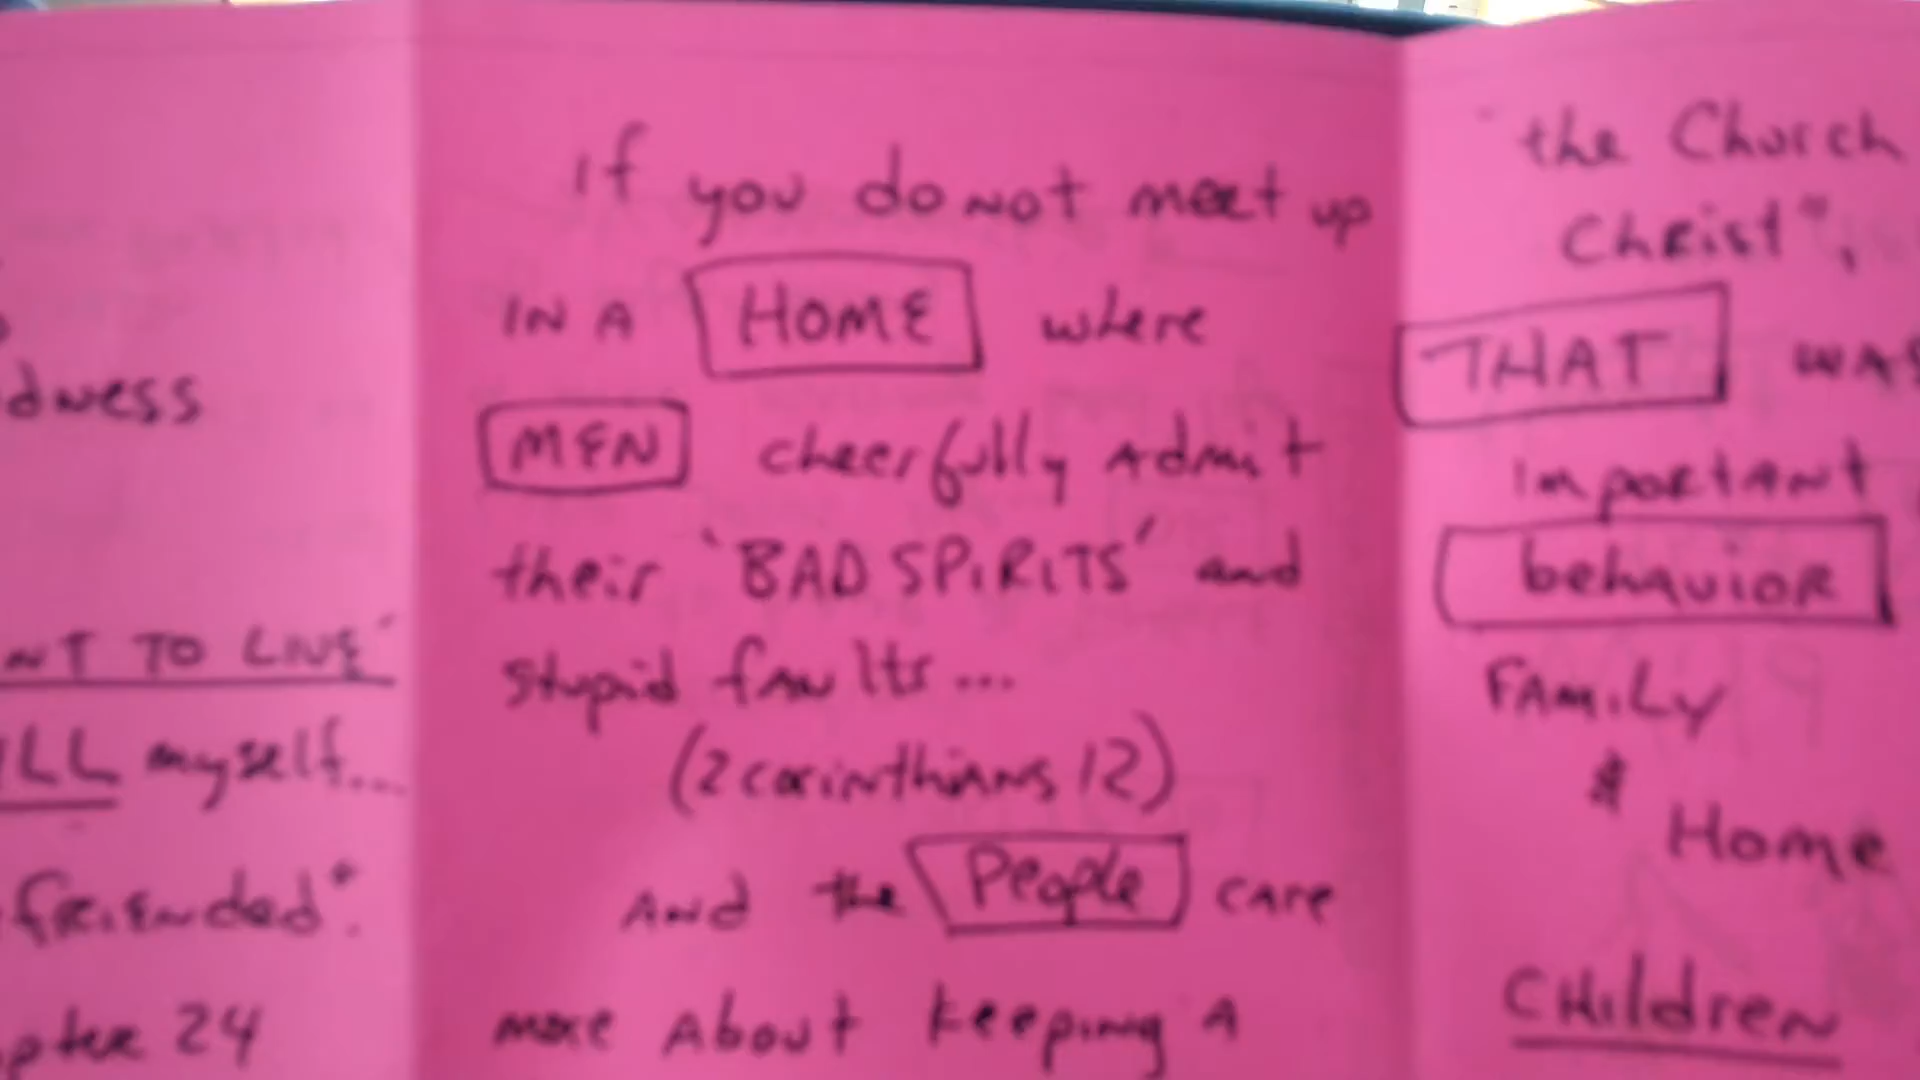 dness
NT TO LIVE'
ILL myself...
friended".
pter 24
If you do not meet up
IN A HOME where
MEN cheerfully Admit
their 'BAD SPIRITS' and
stupid faults...
(2 corinthians 12)
And the People care
more About keeping A
"the Church
Christ",
THAT WAS
important
behavior
FAMILY
&
Home
CHildren